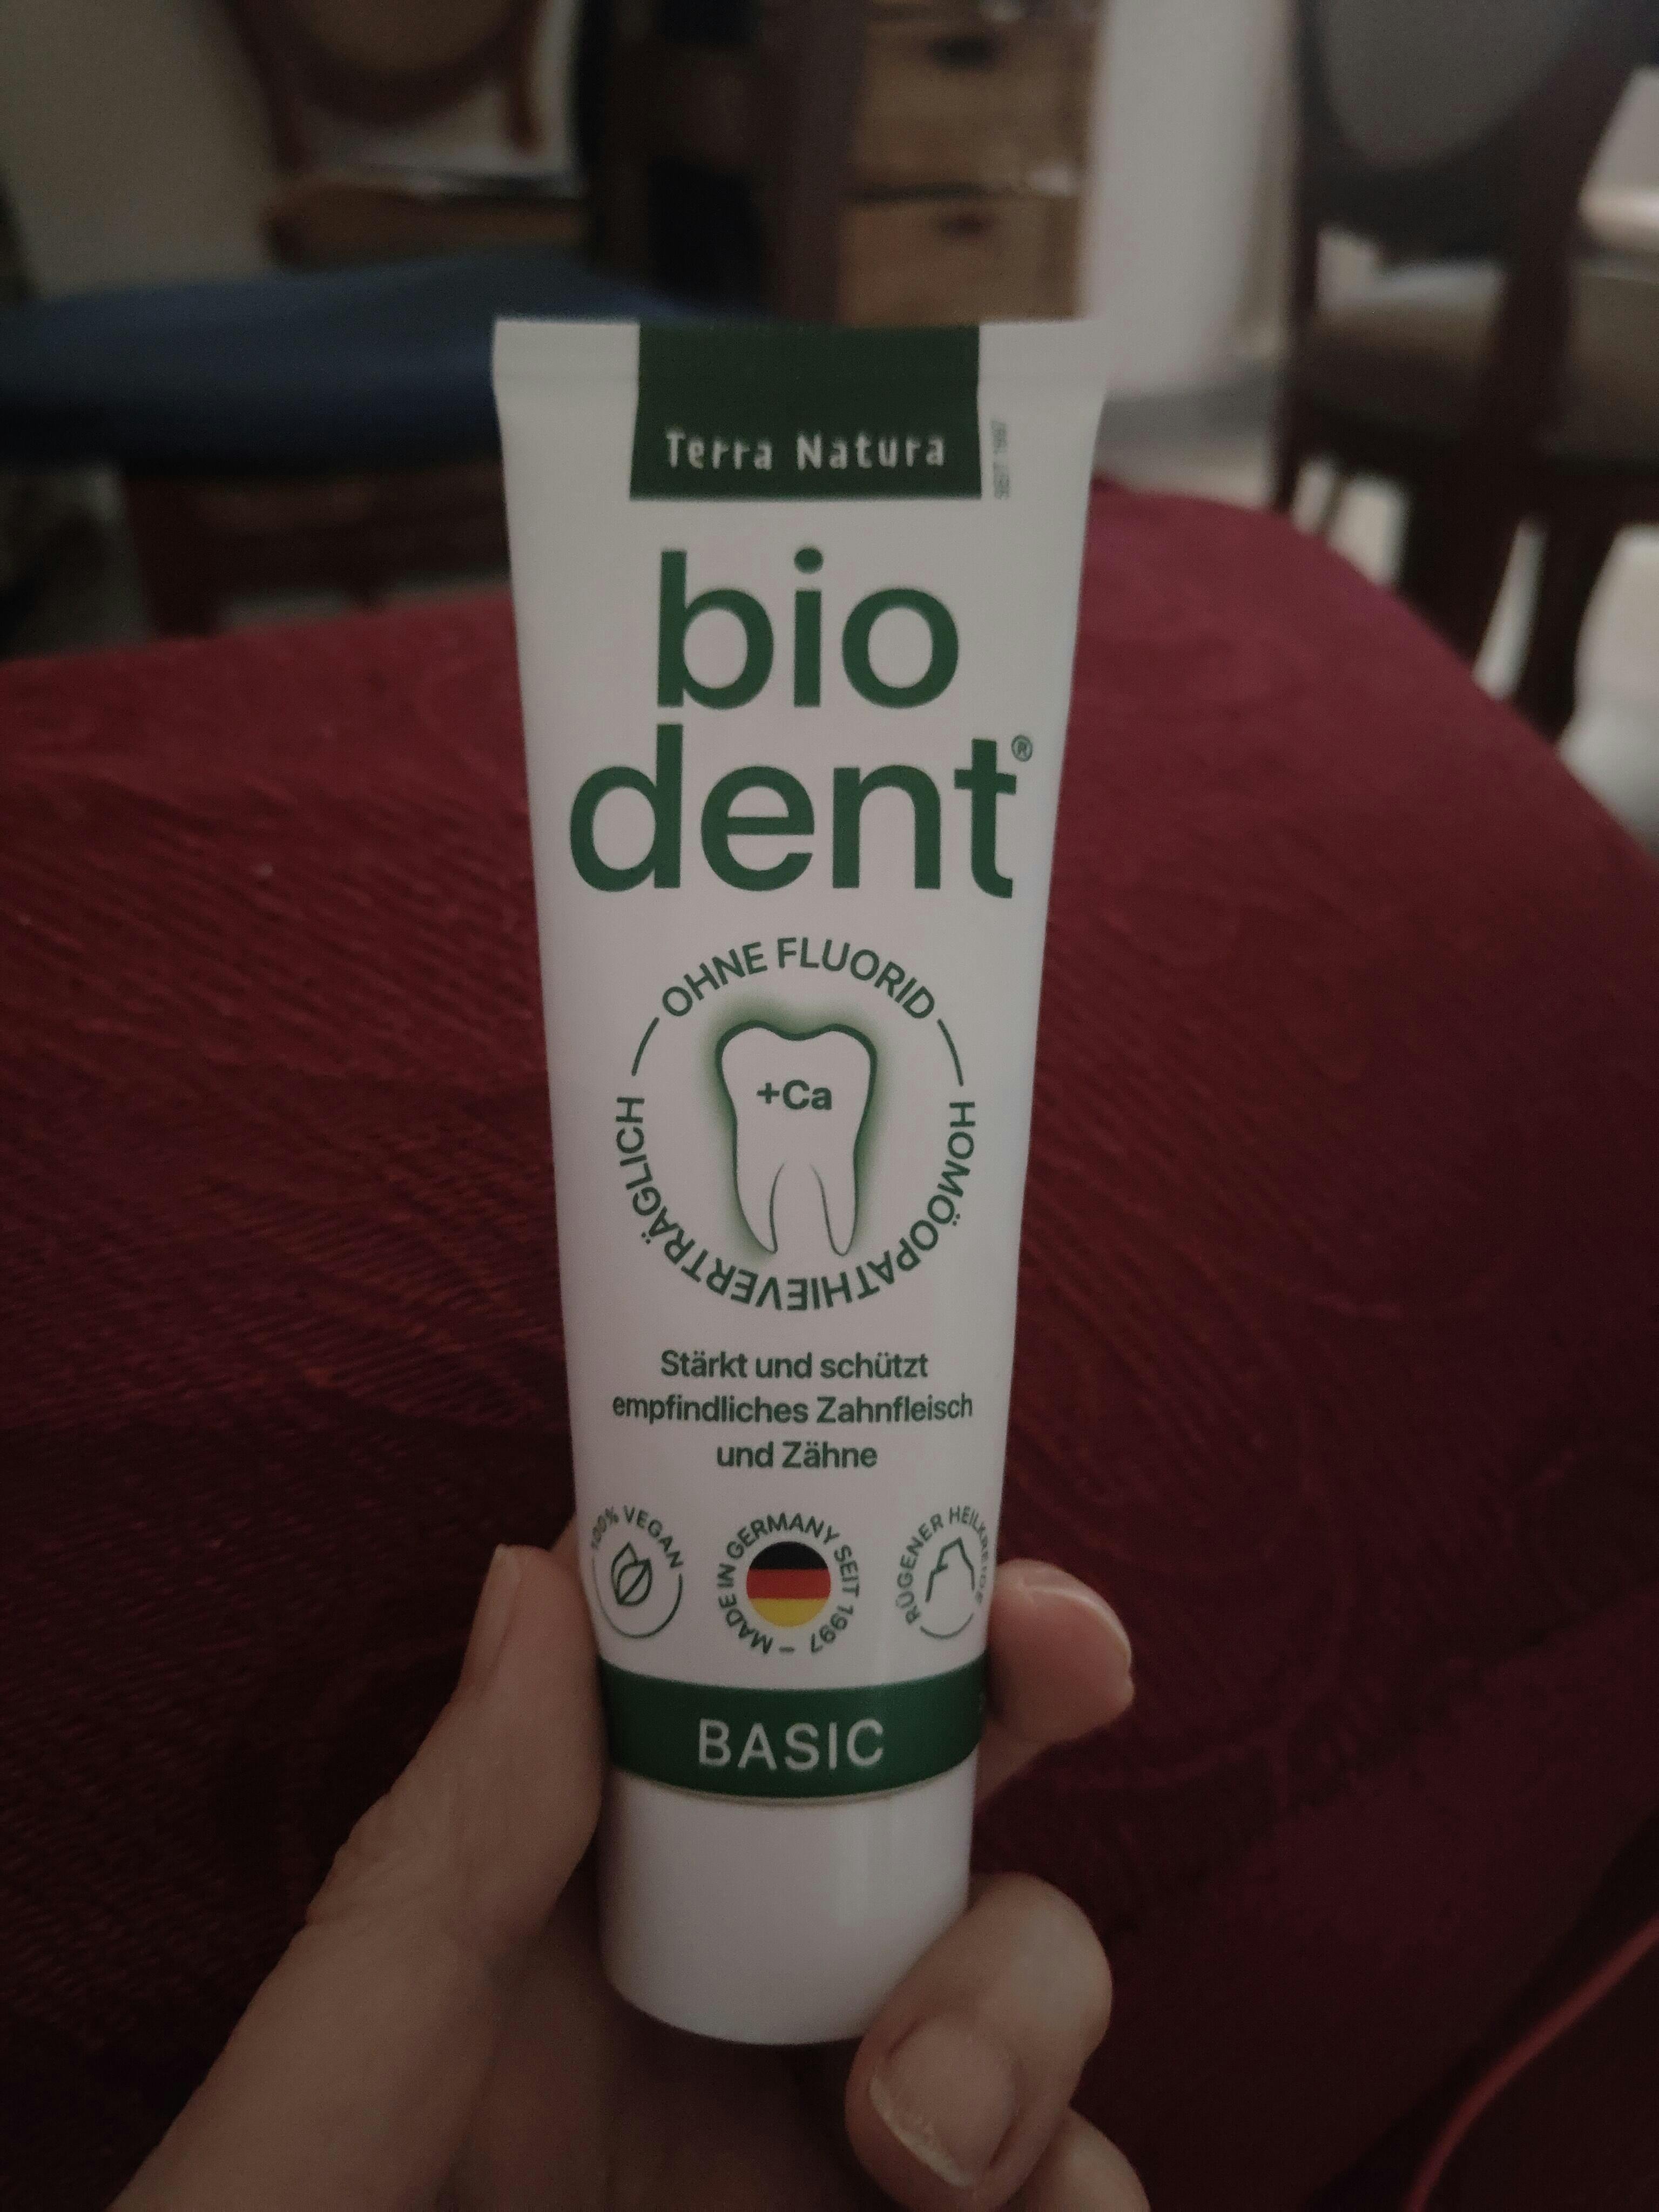 Terra Natura
SEIT 1997
bio
dent®
OHNE FLUORID
HOMÖOPATHIEVERTRÄGLICH
+Ca
Stärkt und schützt
empfindliches Zahnfleisch
und Zähne
100% VEGAN
MADE IN GERMANY SEIT 1997 –
RÜGENER HEILKREIDE
BASIC